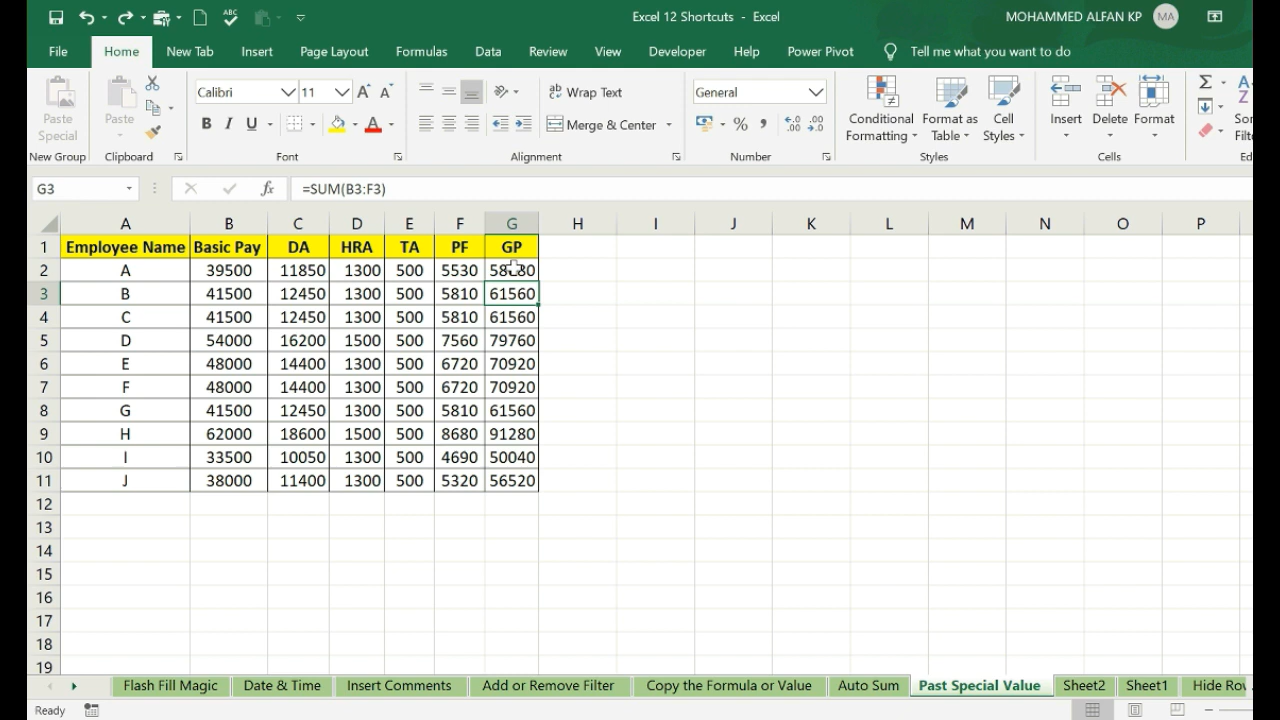 Excel 12 Shortcuts - Excel
MOHAMMED ALFAN KP MA
File Home New Tab Insert Page Layout Formulas Data Review View Developer Help Power Pivot Tell me what you want to do
Calibri 11 Wrap Text General
Paste Special Paste B I U Merge & Center % Conditional Formatting Format as Table Cell Styles Insert Delete Format
New Group Clipboard Font Alignment Number Styles Cells
G3 fx =SUM(B3:F3)
A B C D E F G H I J K L M N O P
1 Employee Name Basic Pay DA HRA TA PF GP
2 A 39500 11850 1300 500 5530
3 B 41500 12450 1300 500 5810 61560
4 C 41500 12450 1300 500 5810 61560
5 D 54000 16200 1500 500 7560 79760
6 E 48000 14400 1300 500 6720 70920
7 F 48000 14400 1300 500 6720 70920
8 G 41500 12450 1300 500 5810 61560
9 H 62000 18600 1500 500 8680 91280
10 I 33500 10050 1300 500 4690 50040
11 J 38000 11400 1300 500 5320 56520
12
13
14
15
16
17
18
19
Flash Fill Magic Date & Time Insert Comments Add or Remove Filter Copy the Formula or Value Auto Sum Past Special Value Sheet2 Sheet1 Hide
Ready